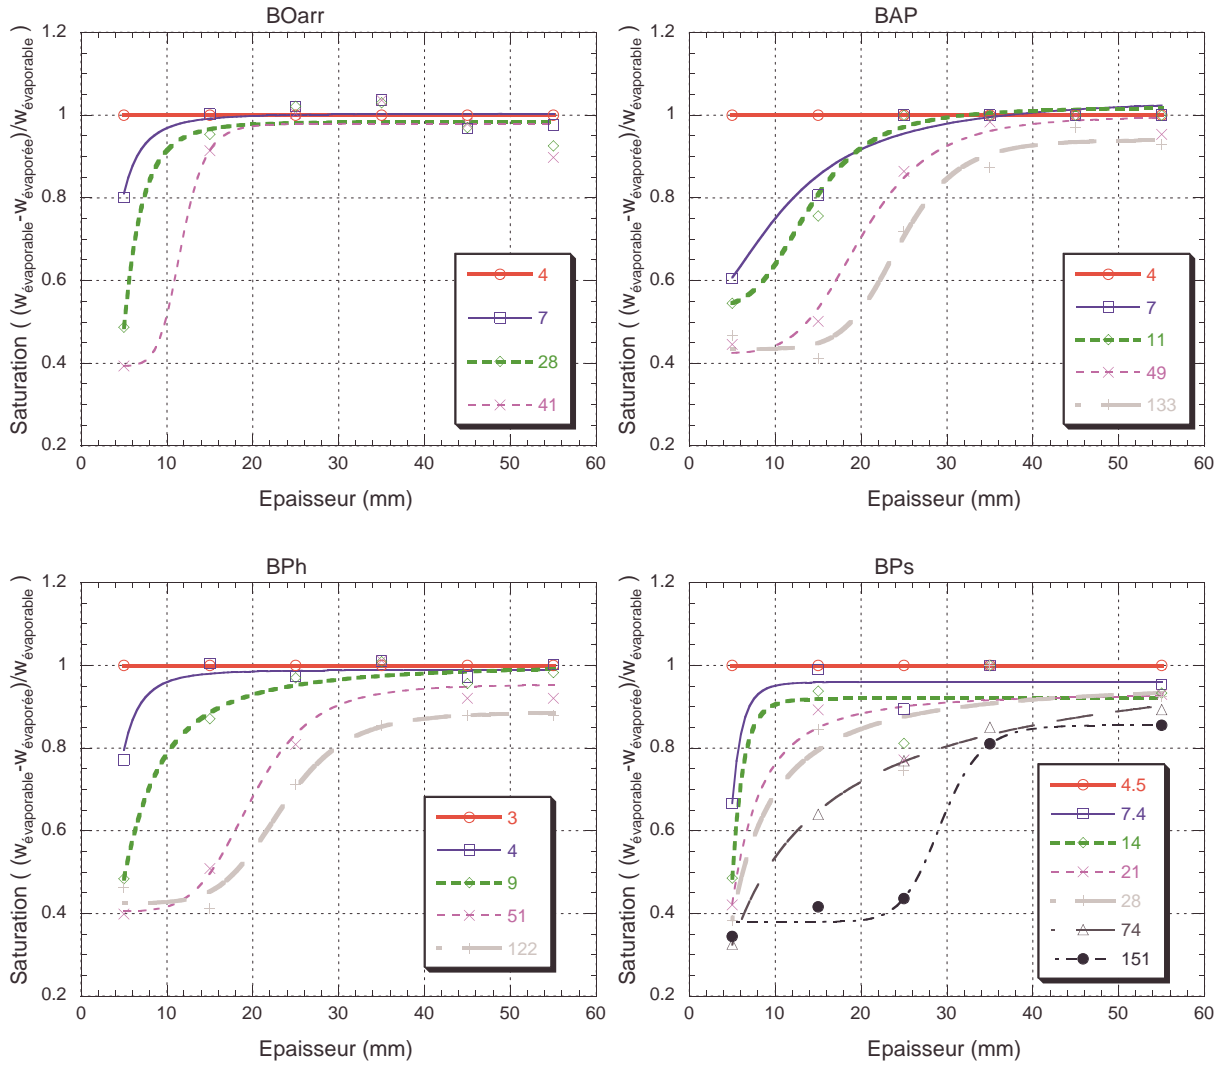 BOarr
1.2
1
0.8
0.6
0.4
0.2
0 10 20 30 40 50 60
Epaisseur (mm)
Saturation ( (wévaporable-wévaporée)/wévaporable )
4
7
28
41
BAP
1.2
1
0.8
0.6
0.4
0.2
0 10 20 30 40 50 60
Epaisseur (mm)
Saturation ( (wévaporable-wévaporée)/wévaporable )
4
7
11
49
133
BPh
1.2
1
0.8
0.6
0.4
0.2
0 10 20 30 40 50 60
Epaisseur (mm)
Saturation ( (wévaporable-wévaporée)/wévaporable )
3
4
9
51
122
BPs
1.2
1
0.8
0.6
0.4
0.2
0 10 20 30 40 50 60
Epaisseur (mm)
Saturation ( (wévaporable-wévaporée)/wévaporable )
4.5
7.4
14
21
28
74
151